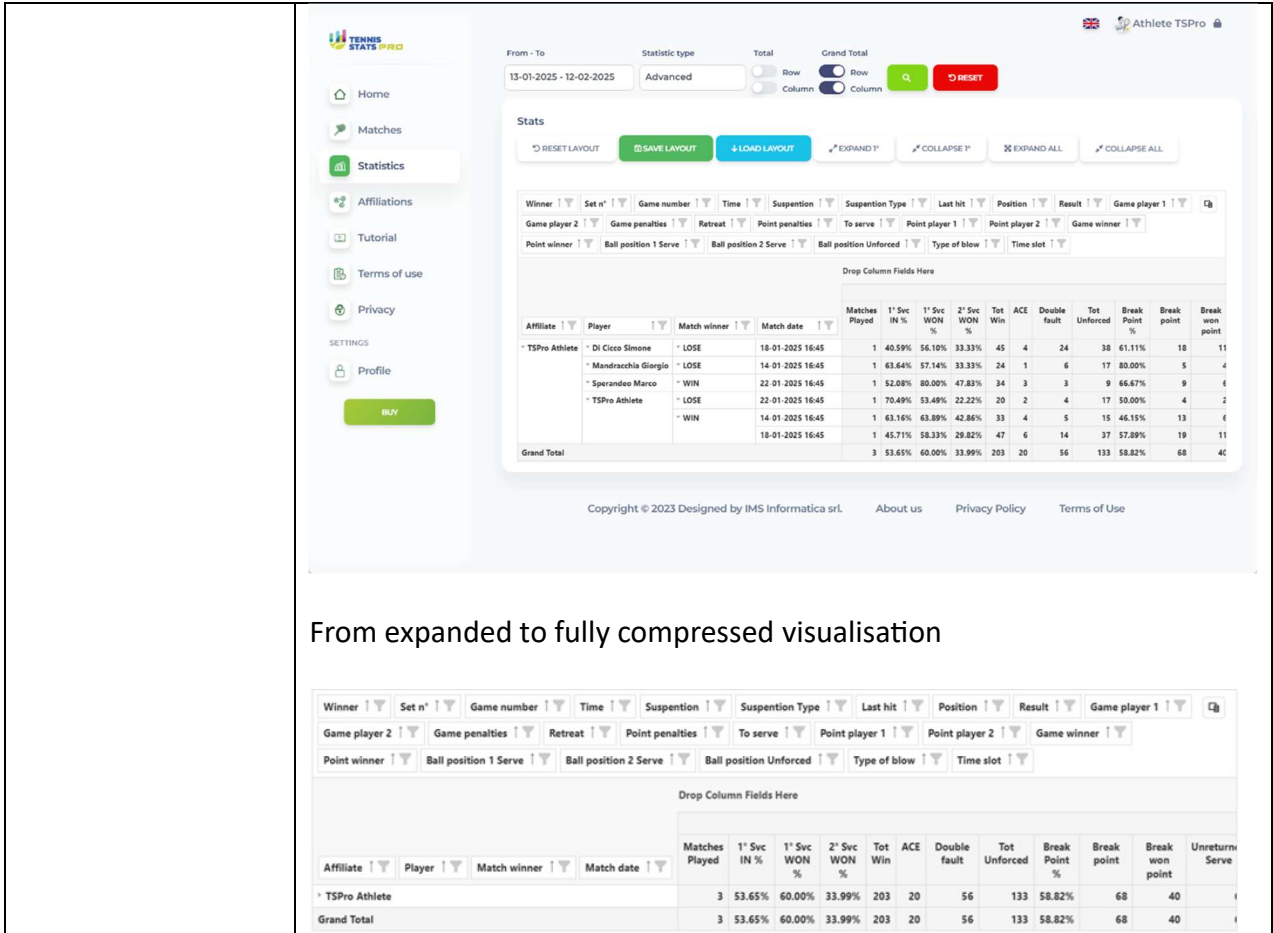 Athlete TSPro
TENNIS
STATS PRO
From - To Statistic type Total Grand Total
13-01-2025 - 12-02-2025 Advanced Row Row RESET
Column Column
Home
Matches
Statistics
Affiliations
Tutorial
Terms of use
Privacy
SETTINGS
Profile
BUY
Stats
RESET LAYOUT SAVE LAYOUT LOAD LAYOUT EXPAND 1° COLLAPSE 1° EXPAND ALL COLLAPSE ALL
Winner Set n° Game number Time Suspention Suspention Type Last hit Position Result Game player 1
Game player 2 Game penalties Retreat Point penalties To serve Point player 1 Point player 2 Game winner
Point winner Ball position 1 Serve Ball position 2 Serve Ball position Unforced Type of blow Time slot
Drop Column Fields Here
Matches 1° Svc 1° Svc 2° Svc Tot ACE Double Tot Break Break Break
Played IN % WON WON Win fault Unforced Point point won
% % % point
Affiliate Player Match winner Match date
TSPro Athlete Di Cicco Simone LOSE 18-01-2025 16:45 1 40.59% 56.10% 33.33% 45 4 24 38 61.11% 18 11
Mandracchia Giorgio LOSE 14-01-2025 16:45 1 63.64% 57.14% 33.33% 24 1 6 17 80.00% 5
Sperandeo Marco WIN 22-01-2025 16:45 1 52.08% 80.00% 47.83% 34 3 3 9 66.67% 9
TSPro Athlete LOSE 22-01-2025 16:45 1 70.49% 53.49% 22.22% 20 2 4 17 50.00% 4
WIN 14-01-2025 16:45 1 63.16% 63.89% 42.86% 33 4 5 15 46.15% 13
18-01-2025 16:45 1 45.71% 58.33% 29.82% 47 6 14 37 57.89% 19 11
Grand Total 3 53.65% 60.00% 33.99% 203 20 56 133 58.82% 68 40
Copyright © 2023 Designed by IMS Informatica srl. About us Privacy Policy Terms of Use
From expanded to fully compressed visualisation
Winner Set n° Game number Time Suspention Suspention Type Last hit Position Result Game player 1
Game player 2 Game penalties Retreat Point penalties To serve Point player 1 Point player 2 Game winner
Point winner Ball position 1 Serve Ball position 2 Serve Ball position Unforced Type of blow Time slot
Drop Column Fields Here
Matches 1° Svc 1° Svc 2° Svc Tot ACE Double Tot Break Break Break
Played IN % WON WON Win fault Unforced Point point won Serve
% % % point
Affiliate Player Match winner Match date
TSPro Athlete 3 53.65% 60.00% 33.99% 203 20 56 133 58.82% 68 40
Grand Total 3 53.65% 60.00% 33.99% 203 20 56 133 58.82% 68 40